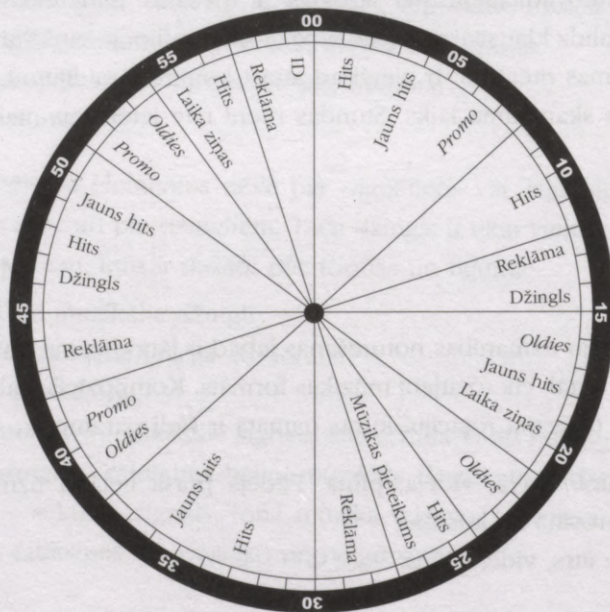 00
Hits
Jauns hits
05
Promo
10
Hits
Reklāma
Džingls
15
Oldies
Jauns hits
Laika ziņas
20
Oldies
25
Hits
Mūzikas pieteikums
Reklāma
30
Hits
Jauns hits
35
Oldies
Promo
40
Reklāma
45
Džingls
Hits
Jauns hits
50
Promo
Oldies
Laika ziņas
55
Hits
Reklāma
ID